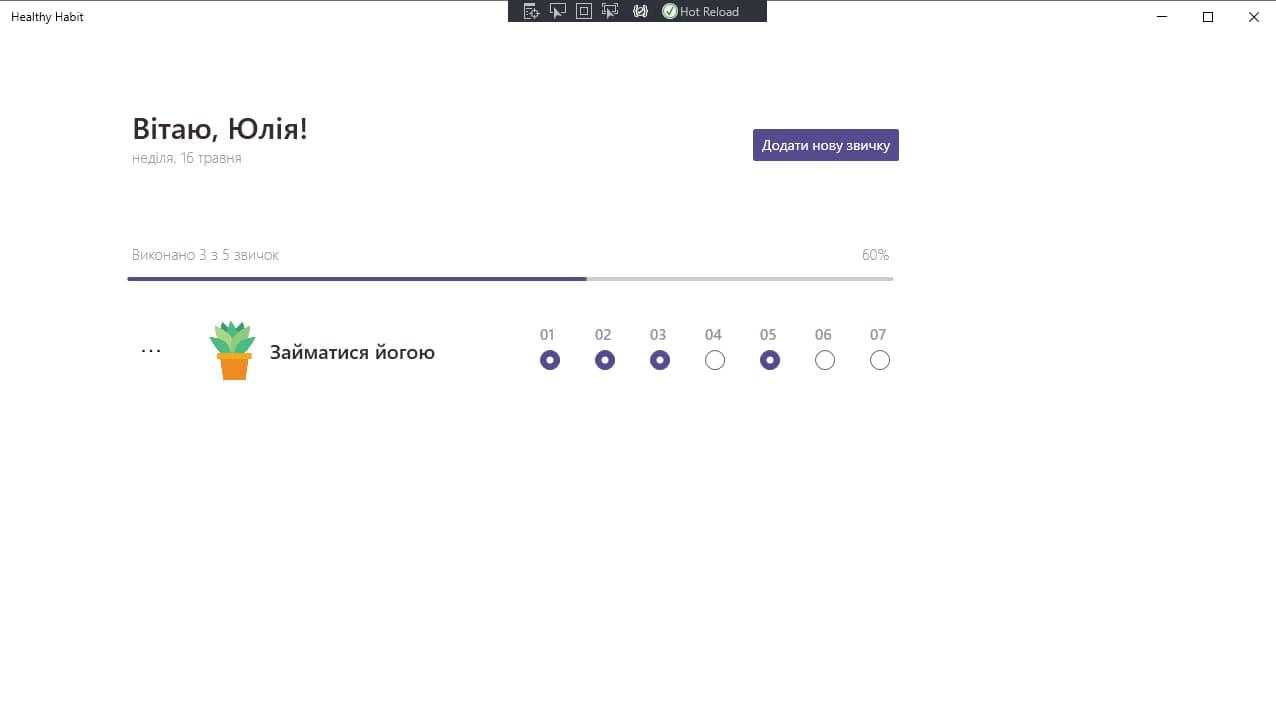 Healthy Habit
Hot Reload
Вітаю, Юлія!
неділя, 16 травня
Додати нову звичку
Виконано 3 з 5 звичок
60%
...
Займатися йогою
01 02 03 04 05 06 07